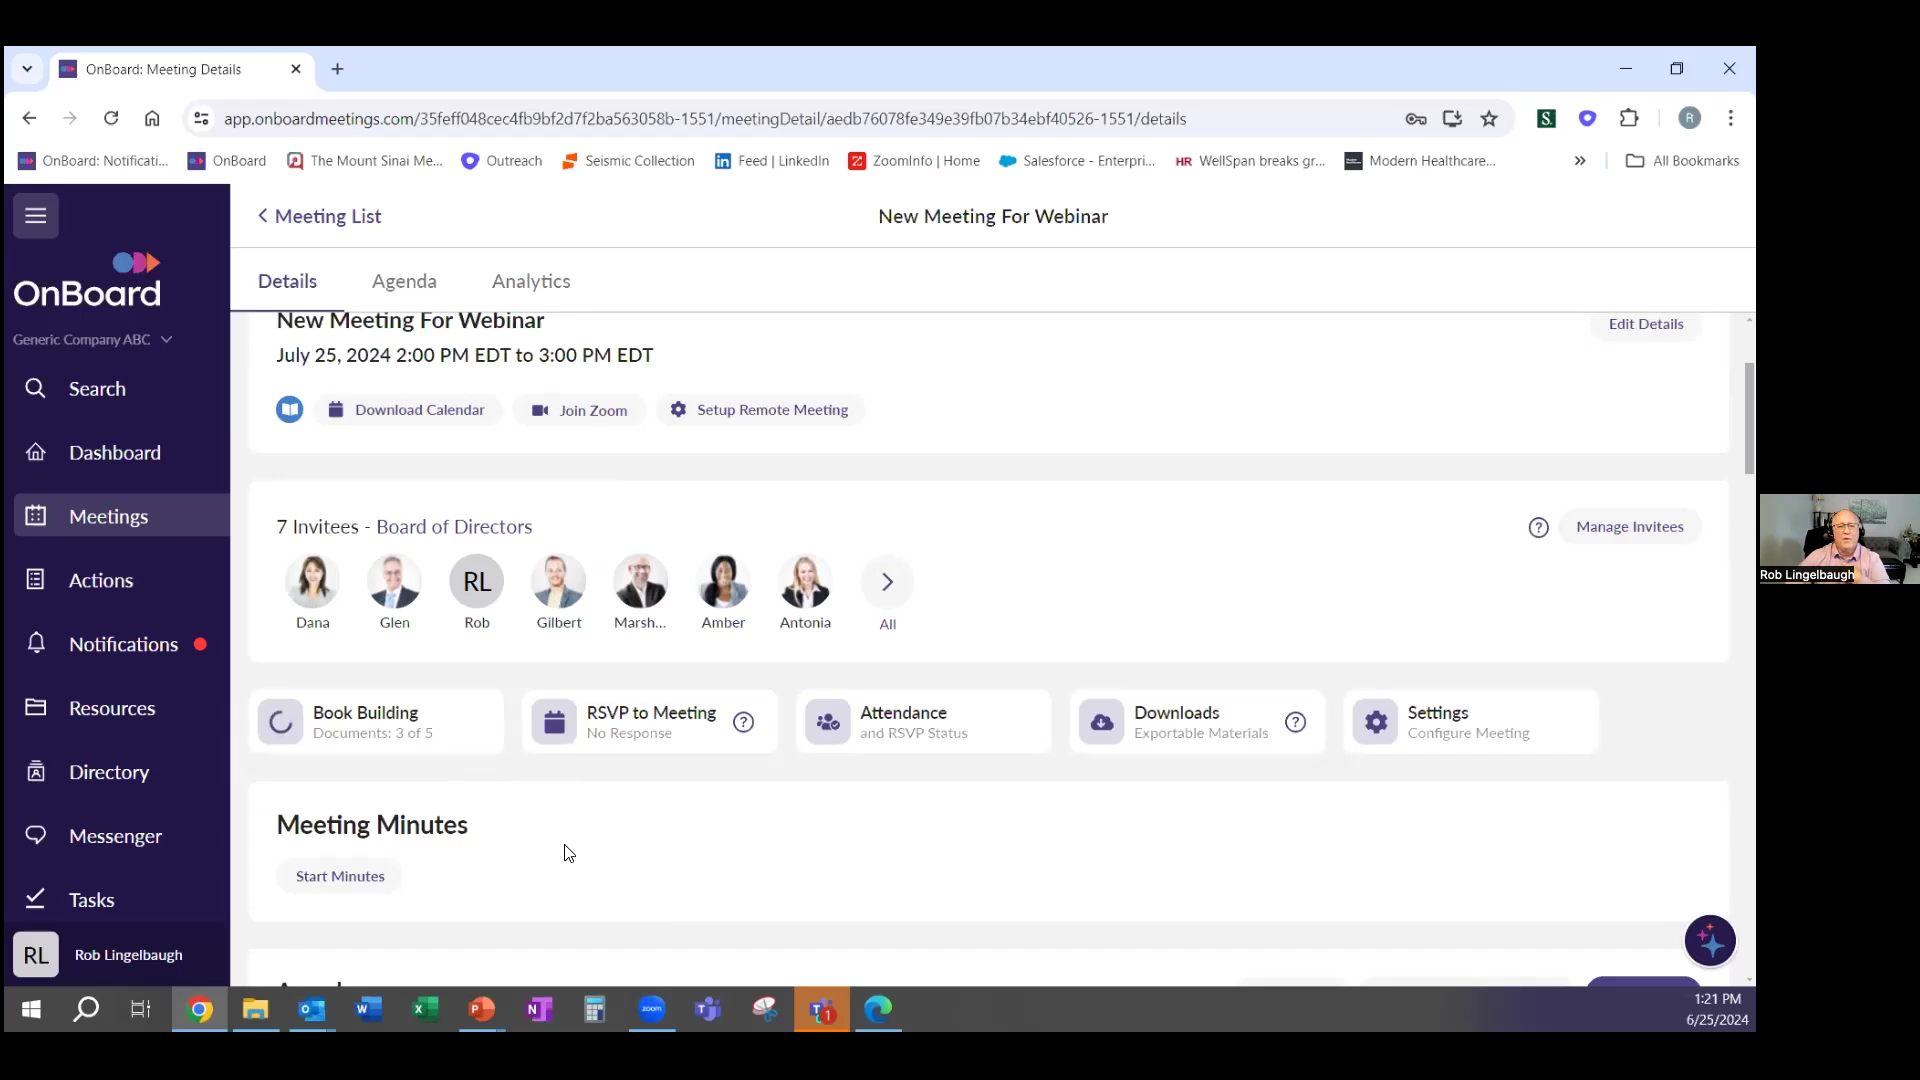 OnBoard: Meeting Details
app.onboardmeetings.com/35feff048cec4fb9bf2d7f2ba563058b-1551/meetingDetail/aedb76078fe349e39fb07b34ebf40526-1551/details
S.
R
OnBoard: Notificati...
OnBoard
The Mount Sinai Me...
Outreach
Seismic Collection
Feed | LinkedIn
ZoomInfo | Home
Salesforce - Enterpri...
HR WellSpan breaks gr...
Modern Healthcare...
All Bookmarks
OnBoard
Generic Company ABC
Search
Dashboard
Meetings
Actions
Notifications
Resources
Directory
Messenger
Tasks
RL Rob Lingelbaugh
Meeting List
New Meeting For Webinar
Details Agenda Analytics
New Meeting For Webinar
Edit Details
July 25, 2024 2:00 PM EDT to 3:00 PM EDT
Download Calendar
Join Zoom
Setup Remote Meeting
7 Invitees - Board of Directors
? Manage Invitees
RL
Dana Glen Rob Gilbert Marsh... Amber Antonia All
Book Building
Documents: 3 of 5
RSVP to Meeting
No Response
?
Attendance
and RSVP Status
Downloads
Exportable Materials
?
Settings
Configure Meeting
Meeting Minutes
Start Minutes
zoom
1
1:21 PM
6/25/2024
Rob Lingelbaugh